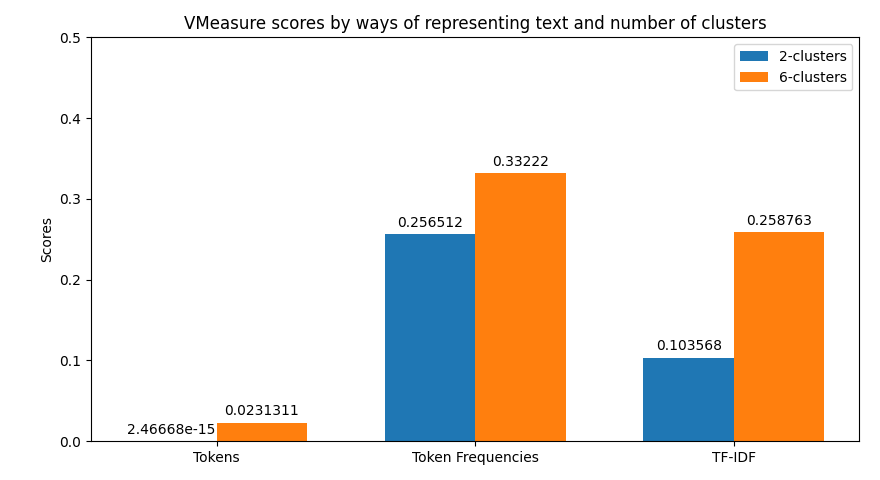 VMeasure scores by ways of representing text and number of clusters
0.5
2-clusters
6-clusters
0.4
0.33222
0.3
0.256512
0.258763
Scores
0.2
0.103568
0.1
0.0231311
2.46668e-15
0.0
Tokens
Token Frequencies
TF-IDF